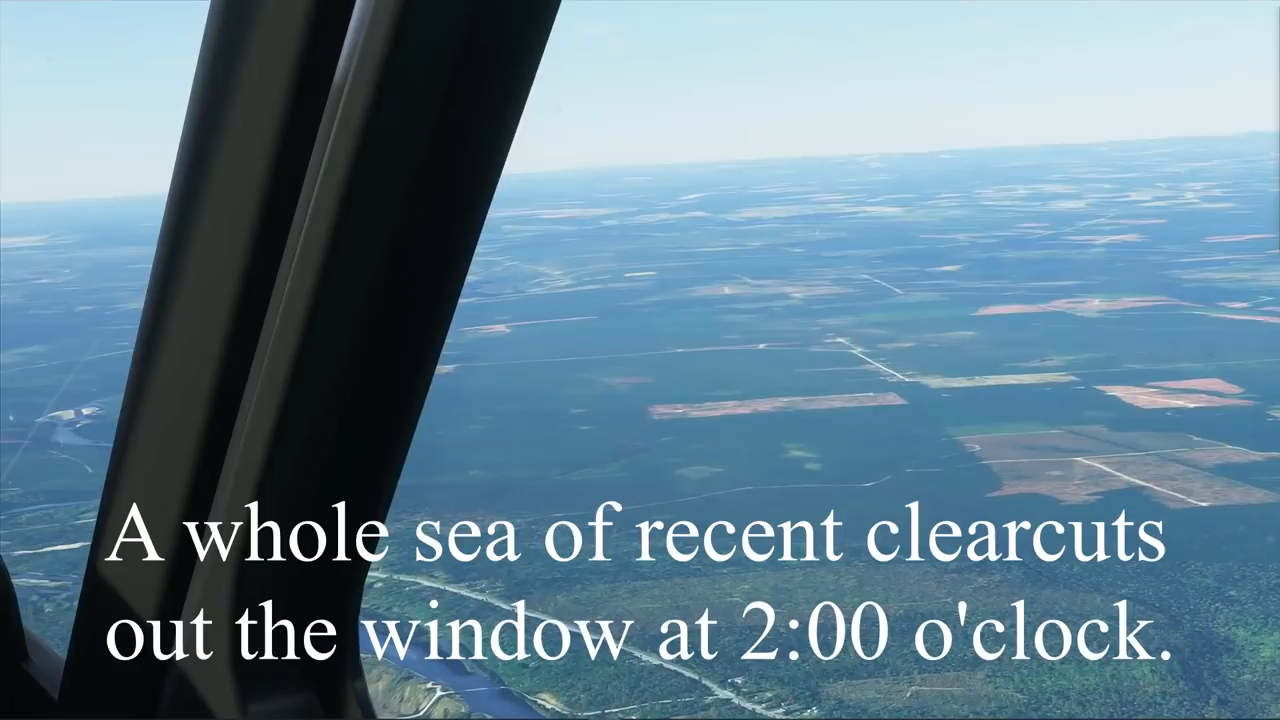 A whole sea of recent clearcuts
out the window at 2:00 o'clock.